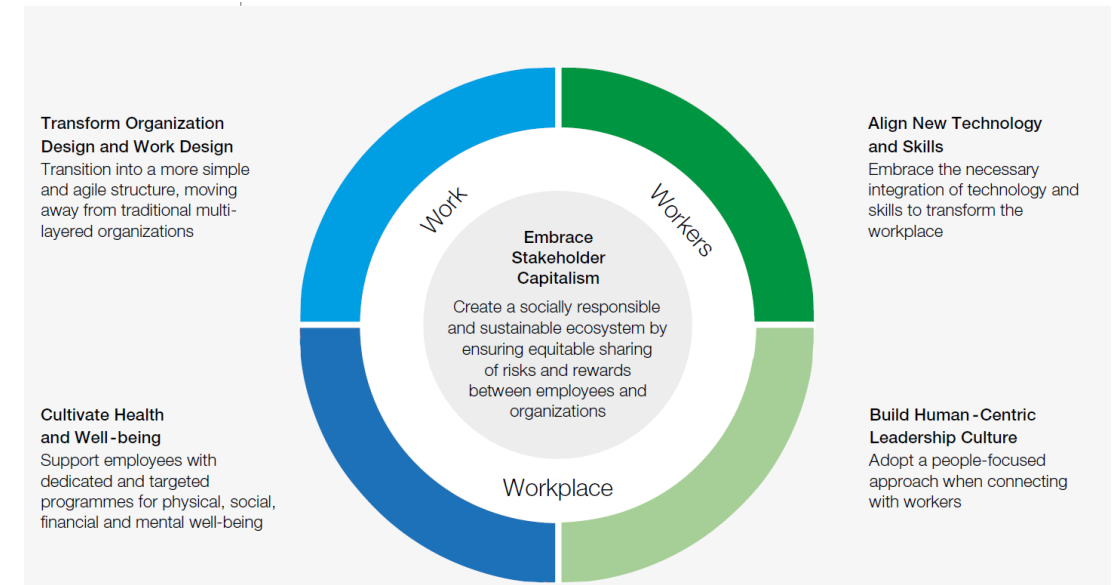 Transform Organization
Design and Work Design
Transition into a more simple
and agile structure, moving
away from traditional multi-
layered organizations
Align New Technology
and Skills
Embrace the necessary
integration of technology and
skills to transform the
workplace
Work
Workers
Embrace
Stakeholder
Capitalism
Create a socially responsible
and sustainable ecosystem by
ensuring equitable sharing
of risks and rewards
between employees and
organizations
Workplace
Cultivate Health
and Well-being
Support employees with
dedicated and targeted
programmes for physical, social,
financial and mental well-being
Build Human-Centric
Leadership Culture
Adopt a people-focused
approach when connecting
with workers